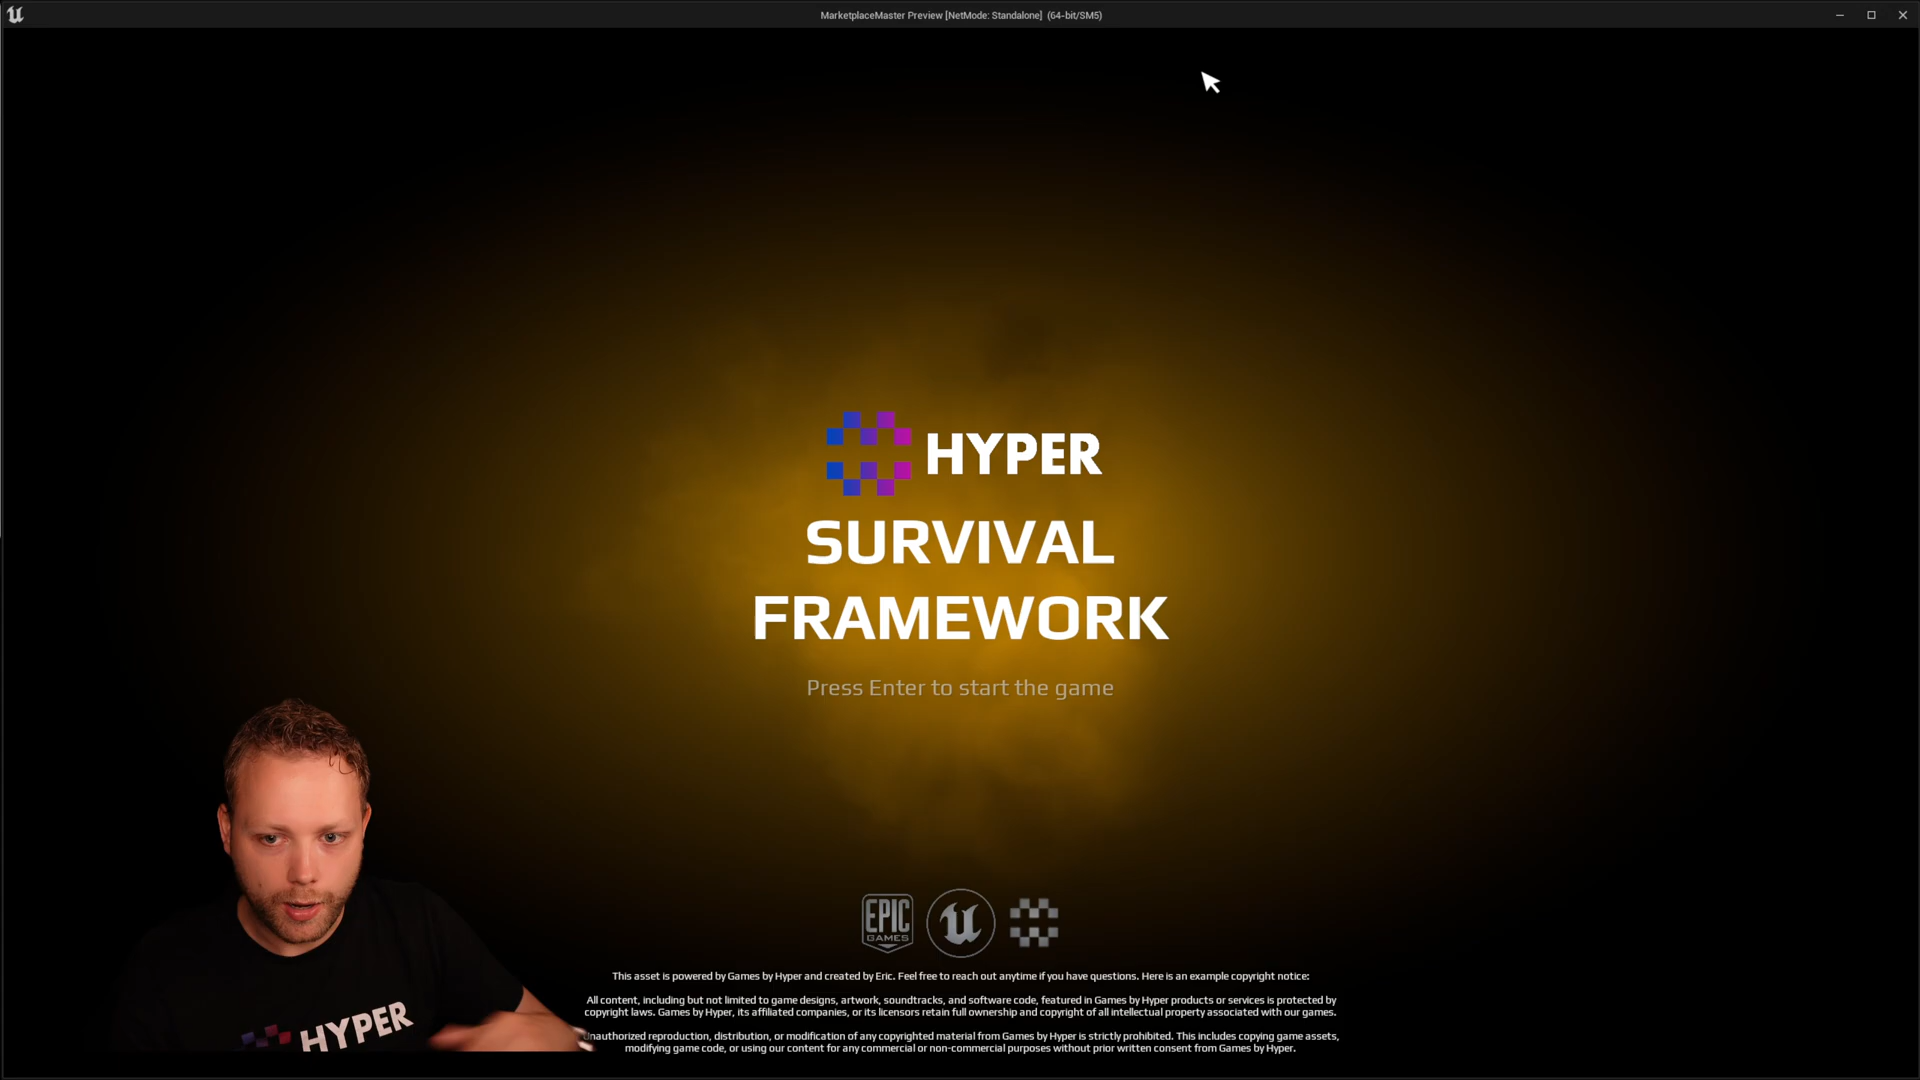 MarketplaceMaster Preview [NetMode: Standalone] (64-bit/SM5)
HYPER
SURVIVAL
FRAMEWORK
Press Enter to start the game
EPIC
GAMES
This asset is powered by Games by Hyper and created by Eric. Feel free to reach out anytime if you have questions. Here is an example copyright notice:
All content, including but not limited to game designs, artwork, soundtracks, and software code, featured in Games by Hyper products or services is protected by
copyright laws. Games by Hyper, its affiliated companies, or its licensors retain full ownership and copyright of all intellectual property associated with our games.
nauthorized reproduction, distribution, or modification of any copyrighted material from Games by Hyper is strictly prohibited. This includes copying game assets,
modifying game code, or using our content for any commercial or non-commercial purposes without prior written consent from Games by Hyper.
HYPER